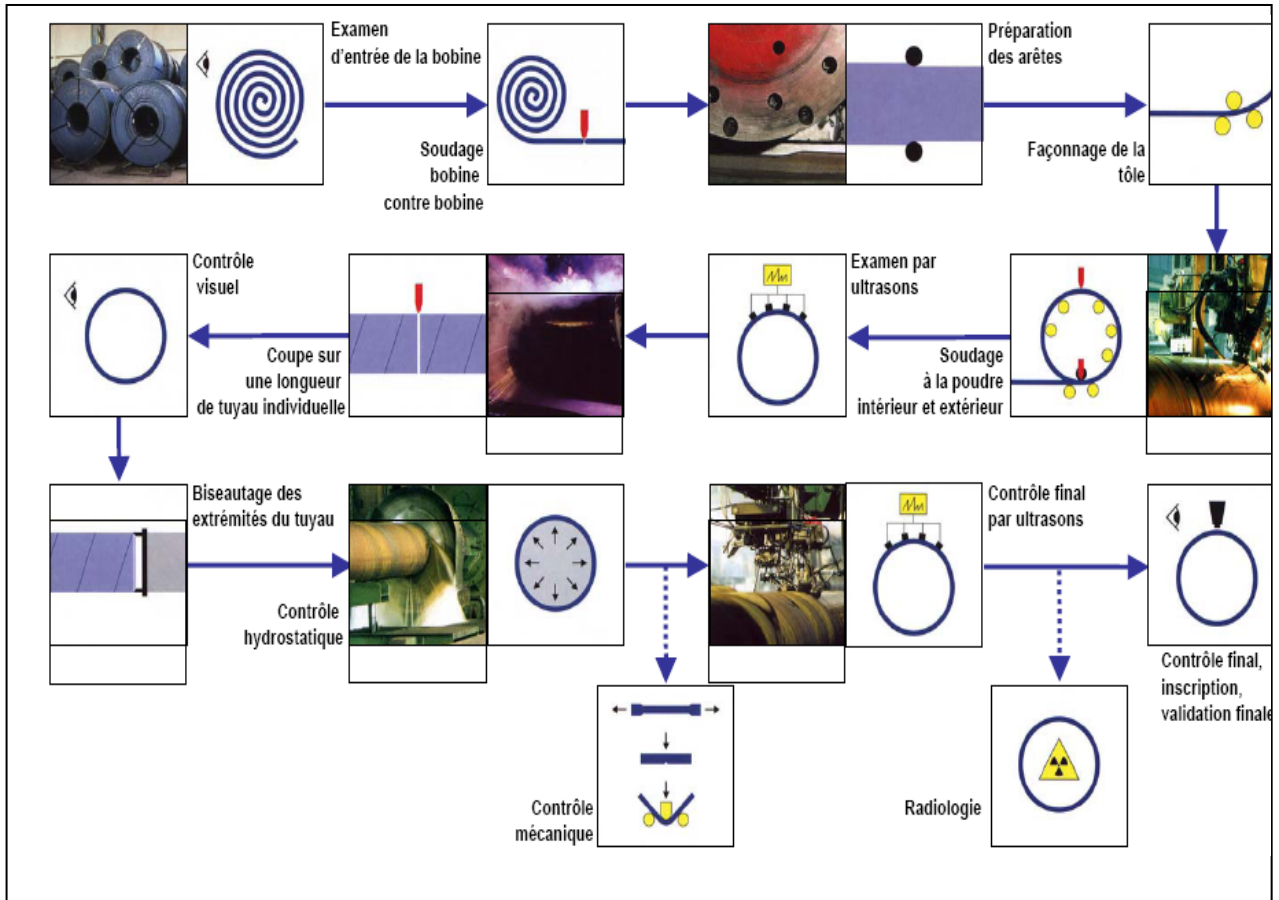 Examen
d'entrée de la bobine
Soudage
bobine
contre bobine
Préparation
des arêtes
Façonnage de la
tôle
Contrôle
visuel
Coupe sur
une longueur
de tuyau individuelle
Examen par
ultrasons
Soudage
à la poudre
intérieur et extérieur
Biseautage des
extrémités du tuyau
Contrôle
hydrostatique
Contrôle final
par ultrasons
Contrôle final,
inscription,
validation finale
Contrôle
mécanique
Radiologie